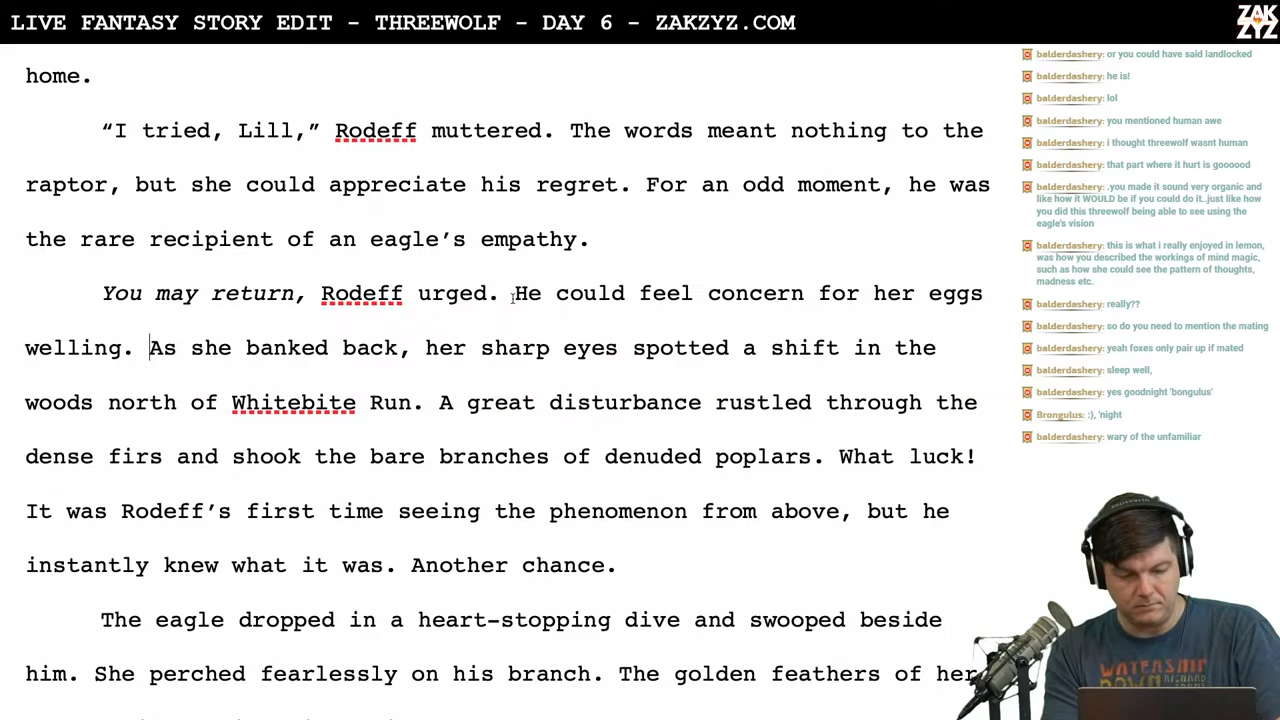 LIVE FANTASY STORY EDIT - THREEWOLF - DAY 6 - ZAKZYZ.COM
ZAK
ZYZ
home.
“I tried, Lill,” Rodeff muttered. The words meant nothing to the
raptor, but she could appreciate his regret. For an odd moment, he was
the rare recipient of an eagle’s empathy.
You may return, Rodeff urged. He could feel concern for her eggs
welling. As she banked back, her sharp eyes spotted a shift in the
woods north of Whitebite Run. A great disturbance rustled through the
dense firs and shook the bare branches of denuded poplars. What luck!
It was Rodeff’s first time seeing the phenomenon from above, but he
instantly knew what it was. Another chance.
The eagle dropped in a heart-stopping dive and swooped beside
him. She perched fearlessly on his branch. The golden feathers of her
balderdashery: or you could have said landlocked
balderdashery: he is!
balderdashery: lol
balderdashery: you mentioned human awe
balderdashery: i thought threewolf wasnt human
balderdashery: that part where it hurt is goooood
balderdashery: .you made it sound very organic and
like how it WOULD be if you could do it..just like how
you did this threewolf being able to see using the
eagle's vision
balderdashery: this is what i really enjoyed in lemon,
was how you described the workings of mind magic,
such as how she could see the pattern of thoughts,
madness etc.
balderdashery: really??
balderdashery: so do you need to mention the mating
balderdashery: yeah foxes only pair up if mated
balderdashery: sleep well,
balderdashery: yes goodnight 'bongulus'
Brongulus: :), 'night
balderdashery: wary of the unfamiliar
WATERSHIP
DOWN